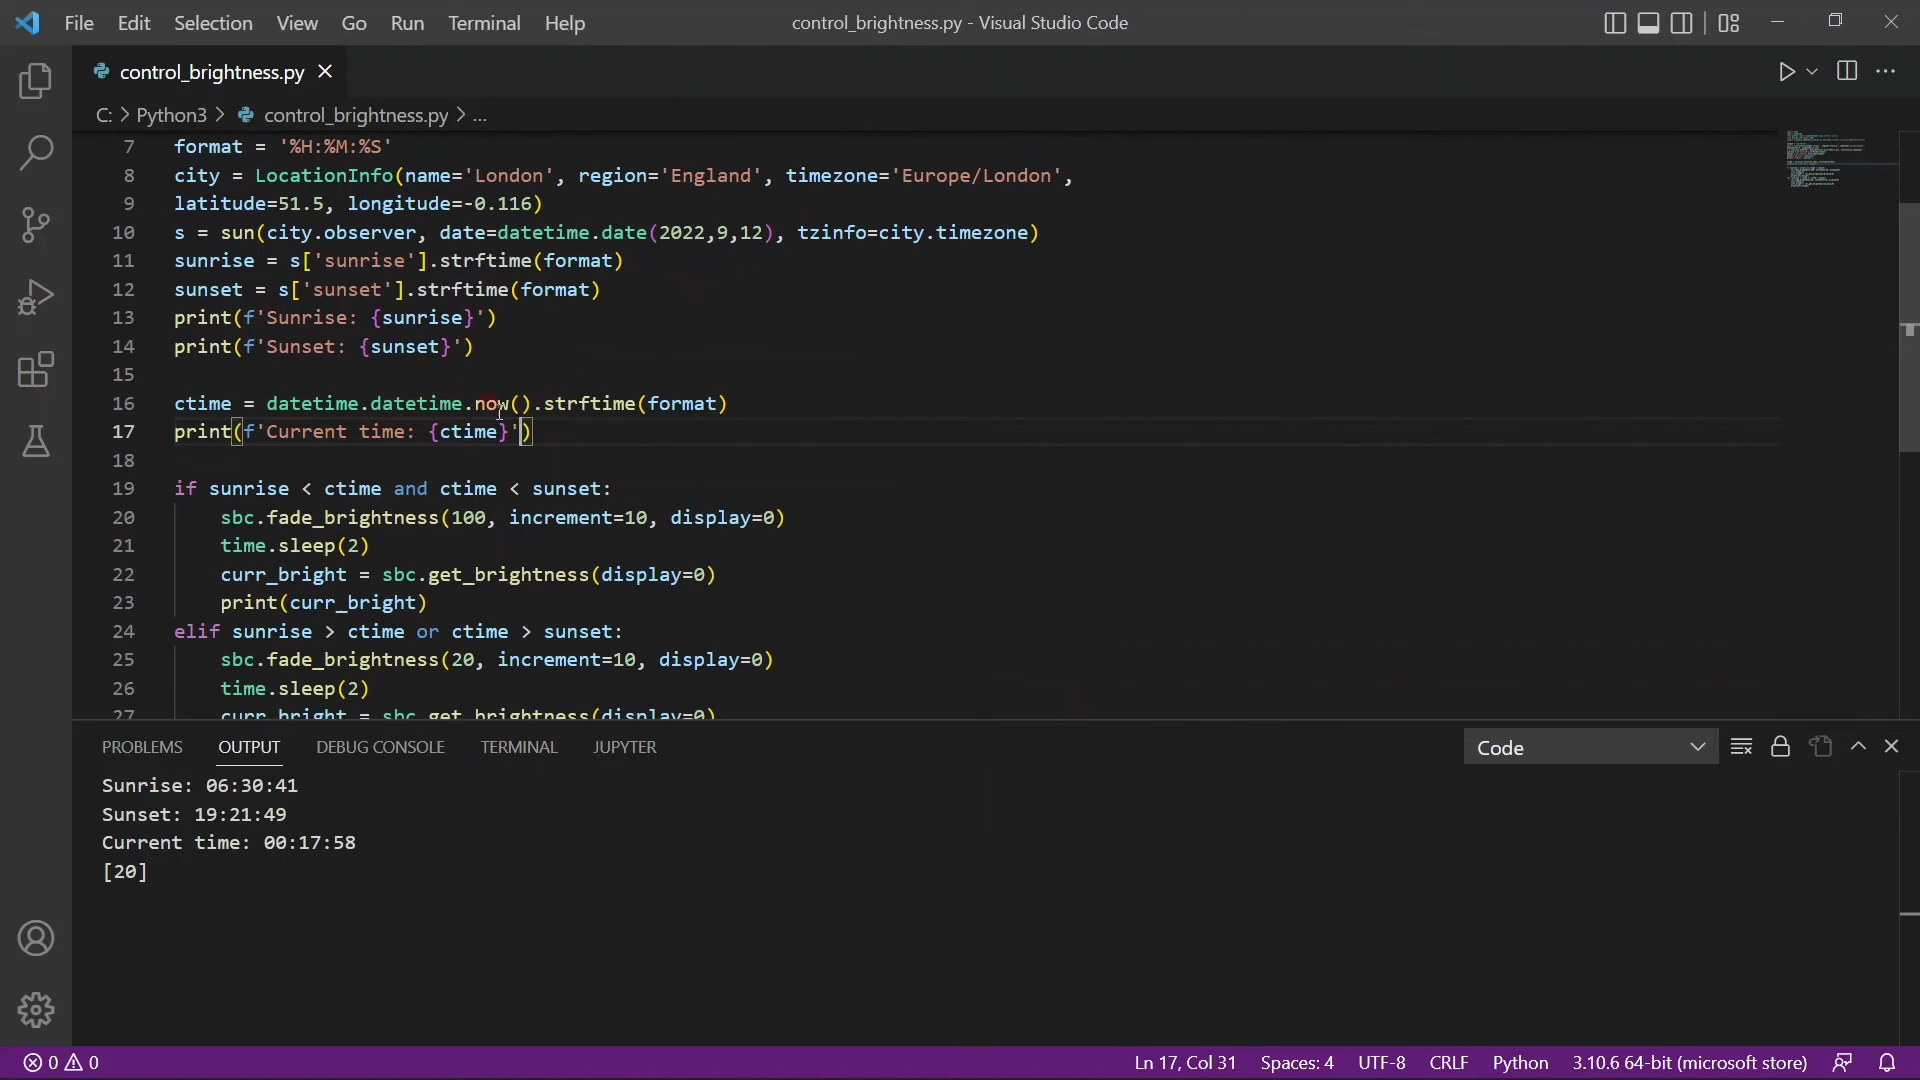 File Edit Selection View Go Run Terminal Help control_brightness.py - Visual Studio Code
control_brightness.py
C: > Python3 > control_brightness.py > ...
7 format = '%H:%M:%S'
8 city = LocationInfo(name='London', region='England', timezone='Europe/London',
9 latitude=51.5, longitude=-0.116)
10 s = sun(city.observer, date=datetime.date(2022,9,12), tzinfo=city.timezone)
11 sunrise = s['sunrise'].strftime(format)
12 sunset = s['sunset'].strftime(format)
13 print(f'Sunrise: {sunrise}')
14 print(f'Sunset: {sunset}')
15
16 ctime = datetime.datetime.now().strftime(format)
17 print(f'Current time: {ctime}')
18
19 if sunrise < ctime and ctime < sunset:
20 sbc.fade_brightness(100, increment=10, display=0)
21 time.sleep(2)
22 curr_bright = sbc.get_brightness(display=0)
23 print(curr_bright)
24 elif sunrise > ctime or ctime > sunset:
25 sbc.fade_brightness(20, increment=10, display=0)
26 time.sleep(2)
27 curr_bright = sbc.get_brightness(display=0)
PROBLEMS OUTPUT DEBUG CONSOLE TERMINAL JUPYTER Code
Sunrise: 06:30:41
Sunset: 19:21:49
Current time: 00:17:58
[20]
0 0 Ln 17, Col 31 Spaces: 4 UTF-8 CRLF Python 3.10.6 64-bit (microsoft store)